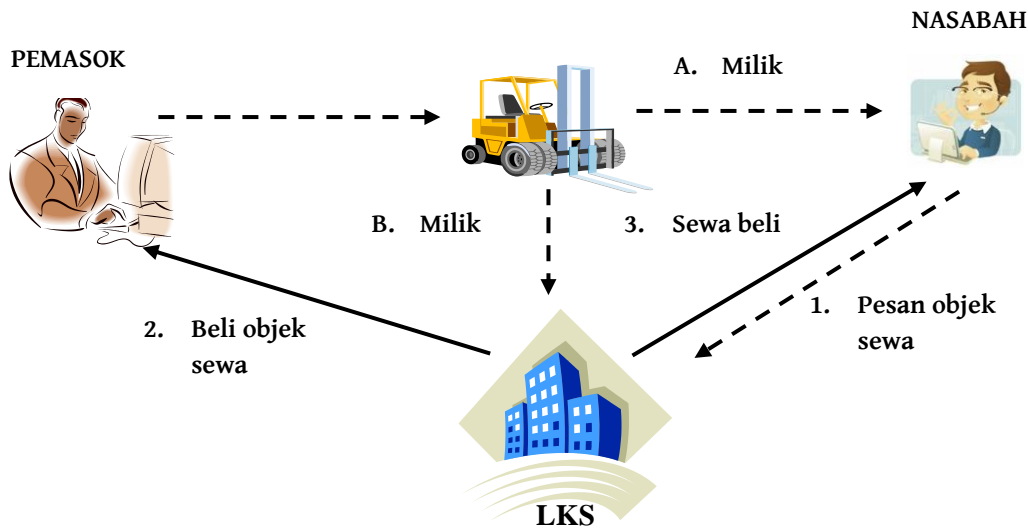 NASABAH
PEMASOK
A. Milik
B. Milik
3. Sewa beli
1. Pesan objek
sewa
2. Beli objek
sewa
LKS